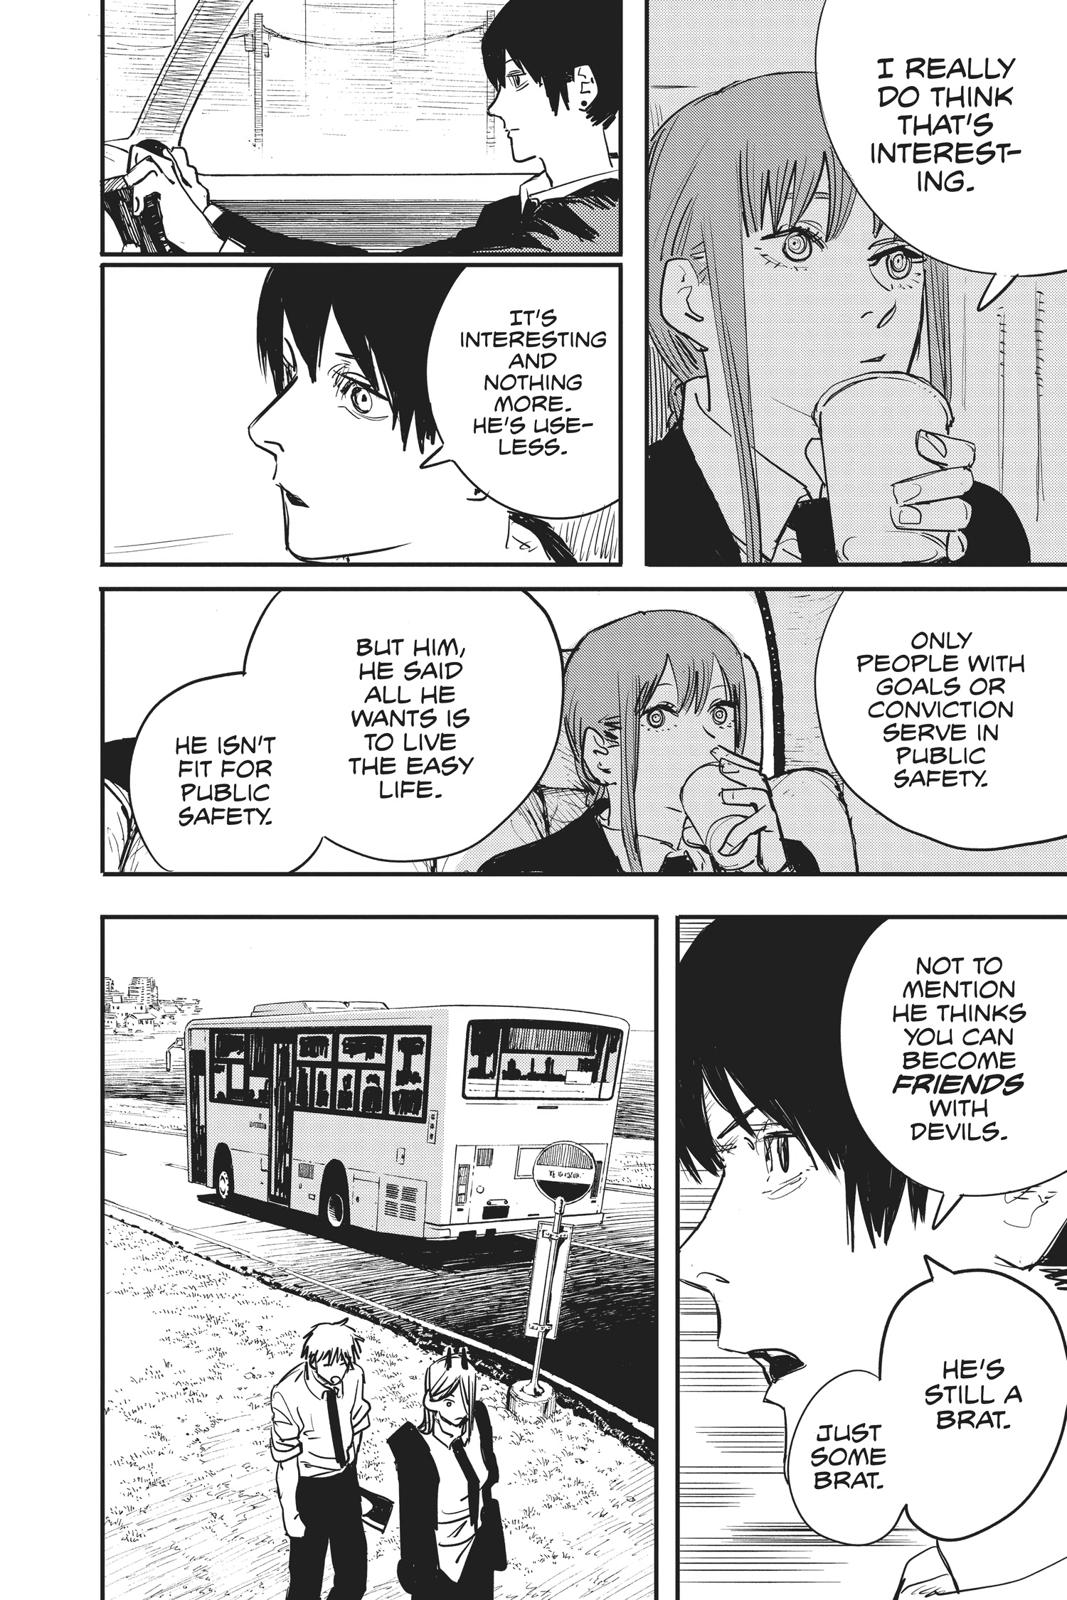 I REALLY
DO THINK
THAT'S
INTEREST-
ING.
IT'S
INTERESTING
AND
NOTHING
MORE.
HE'S USE-
LESS.
ONLY
PEOPLE WITH
GOALS OR
CONVICTION
SERVE IN
PUBLIC
SAFETY.
BUT HIM,
HE SAID
ALL HE
WANTS IS
TO LIVE
THE EASY
LIFE.
HE ISN'T
FIT FOR
PUBLIC
SAFETY.
NOT TO
MENTION
HE THINKS
YOU CAN
BECOME
FRIENDS
WITH
DEVILS.
HE'S
STILL A
BRAT.
JUST
SOME
BRAT.